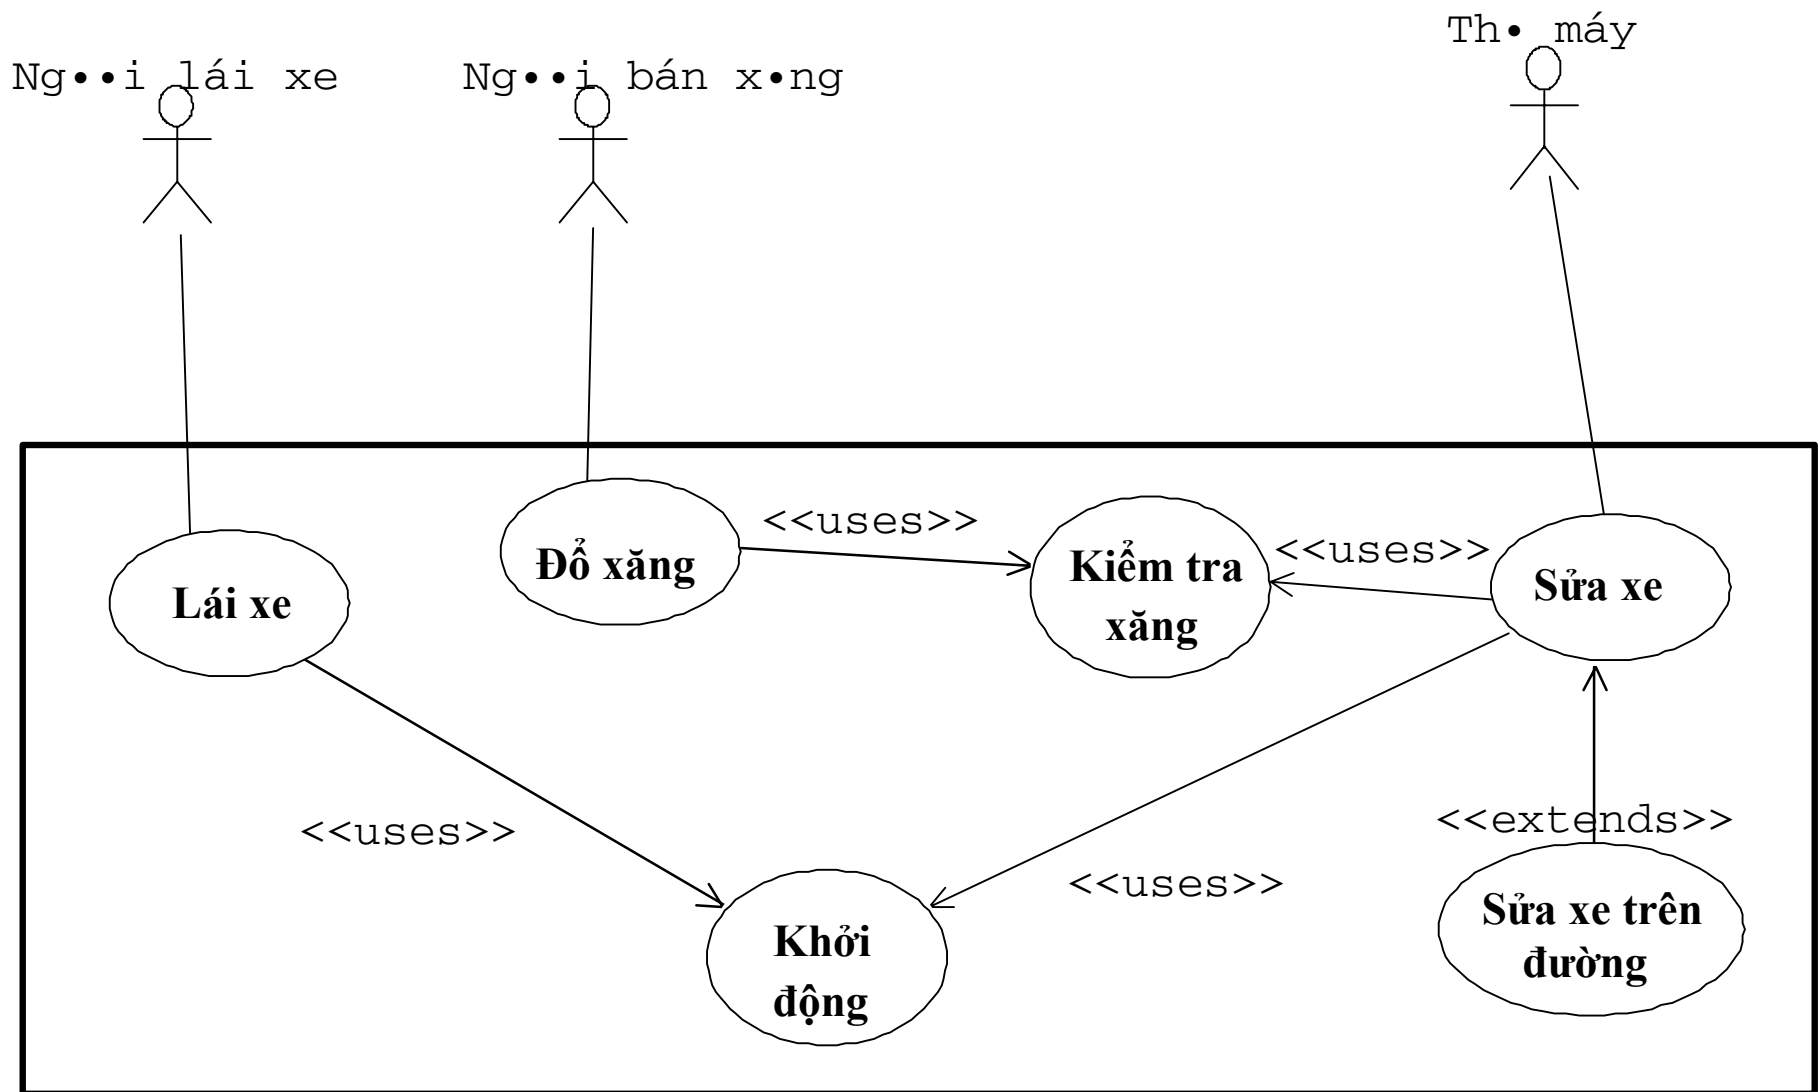 Th• máy
Ng••i lái xe
Ng••i bán x•ng
<<uses>>
<<uses>>
Đổ xăng
Kiểm tra
xăng
Sửa xe
Lái xe
<<uses>>
<<extends>>
<<uses>>
Sửa xe trên
đường
Khởi
động